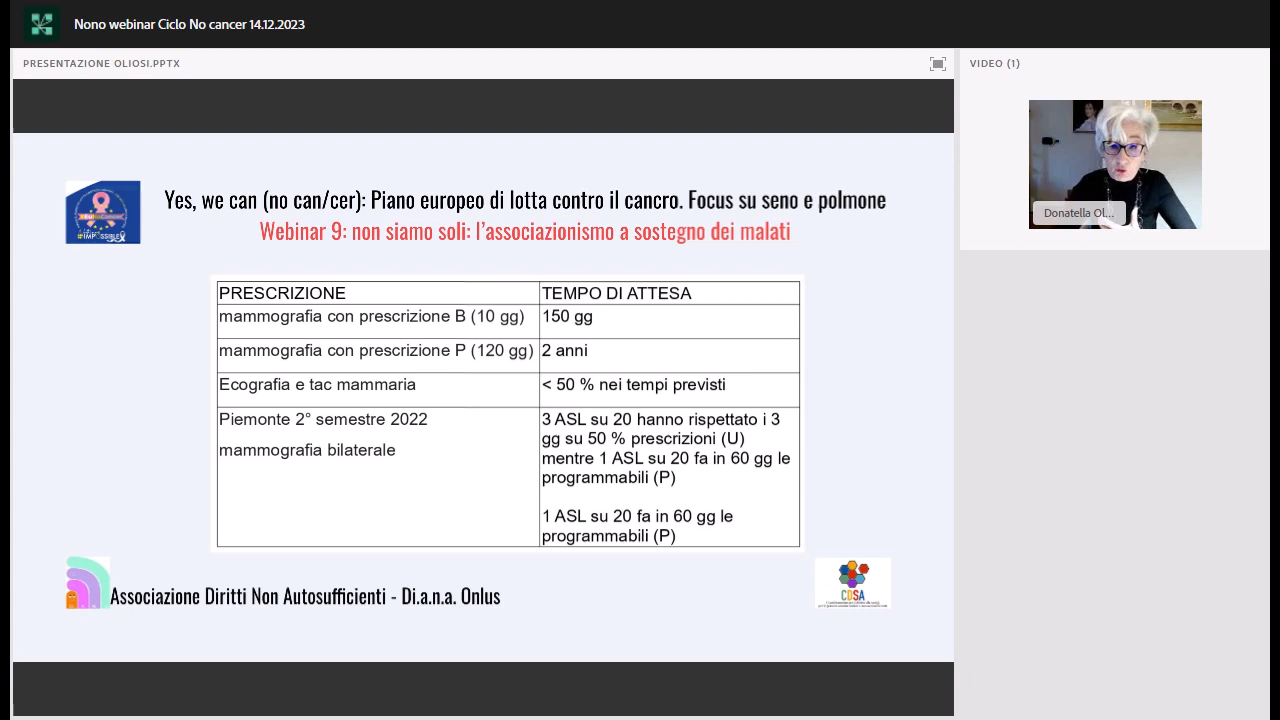 Nono webinar Ciclo No cancer 14.12.2023
PRESENTAZIONE OLIOSI.PPTX
VIDEO (1)
Donatella Ol...
Yes, we can (no can/cer): Piano europeo di lotta contro il cancro. Focus su seno e polmone
Webinar 9: non siamo soli: l'associazionismo a sostegno dei malati
PRESCRIZIONE
TEMPO DI ATTESA
mammografia con prescrizione B (10 gg)
150 gg
mammografia con prescrizione P (120 gg)
2 anni
Ecografia e tac mammaria
< 50 % nei tempi previsti
Piemonte 2° semestre 2022
mammografia bilaterale
3 ASL su 20 hanno rispettato i 3
gg su 50 % prescrizioni (U)
mentre 1 ASL su 20 fa in 60 gg le
programmabili (P)
1 ASL su 20 fa in 60 gg le
programmabili (P)
Associazione Diritti Non Autosufficienti - Di.a.n.a. Onlus
CDSA